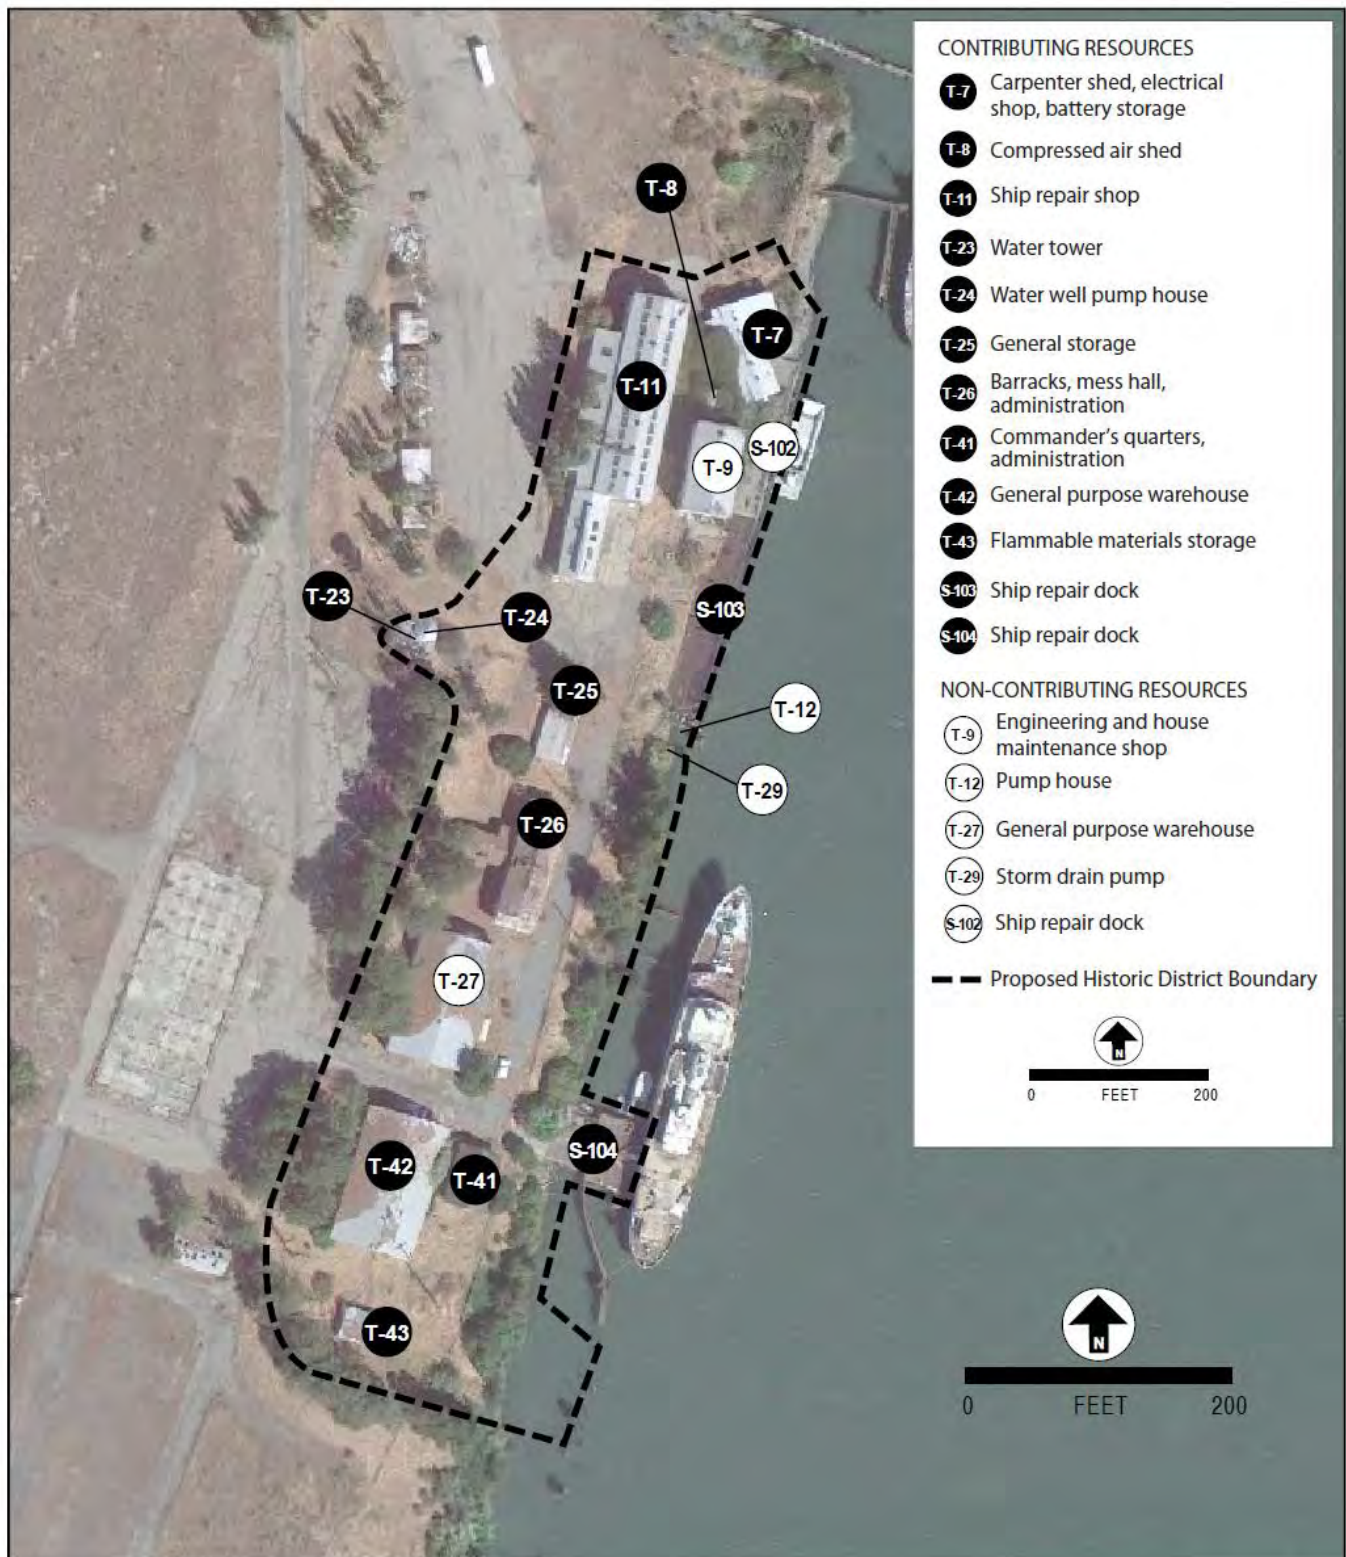 CONTRIBUTING RESOURCES
T-7 Carpenter shed, electrical
shop, battery storage
T-8 Compressed air shed
T-11 Ship repair shop
T-23 Water tower
T-24 Water well pump house
T-25 General storage
T-26 Barracks, mess hall,
administration
T-41 Commander's quarters,
administration
T-42 General purpose warehouse
T-43 Flammable materials storage
S-103 Ship repair dock
S-104 Ship repair dock
NON-CONTRIBUTING RESOURCES
T-9 Engineering and house
maintenance shop
T-12 Pump house
T-27 General purpose warehouse
T-29 Storm drain pump
S-102 Ship repair dock
Proposed Historic District Boundary
N
0 FEET 200
T-8
T-7
T-11
S-102
T-9
T-23
T-24
S-103
T-25
T-12
T-29
T-26
T-27
S-104
T-42
T-41
T-43
N
0 FEET 200